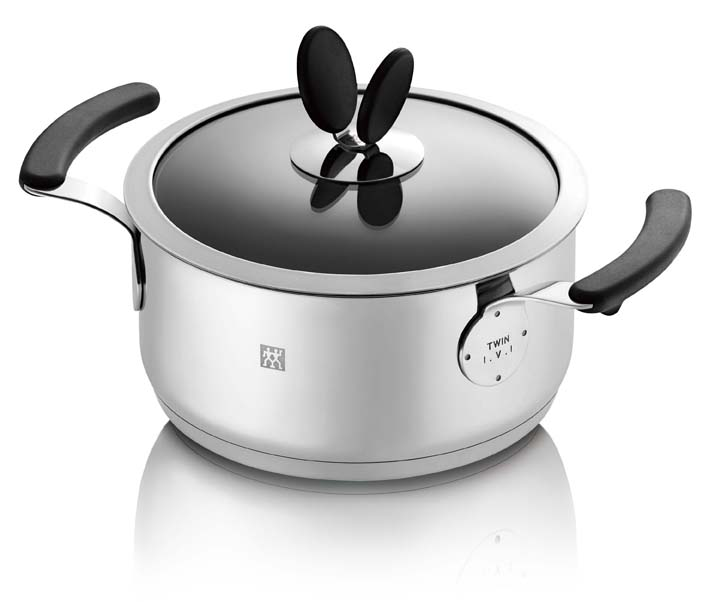 TWIN
I . V . I